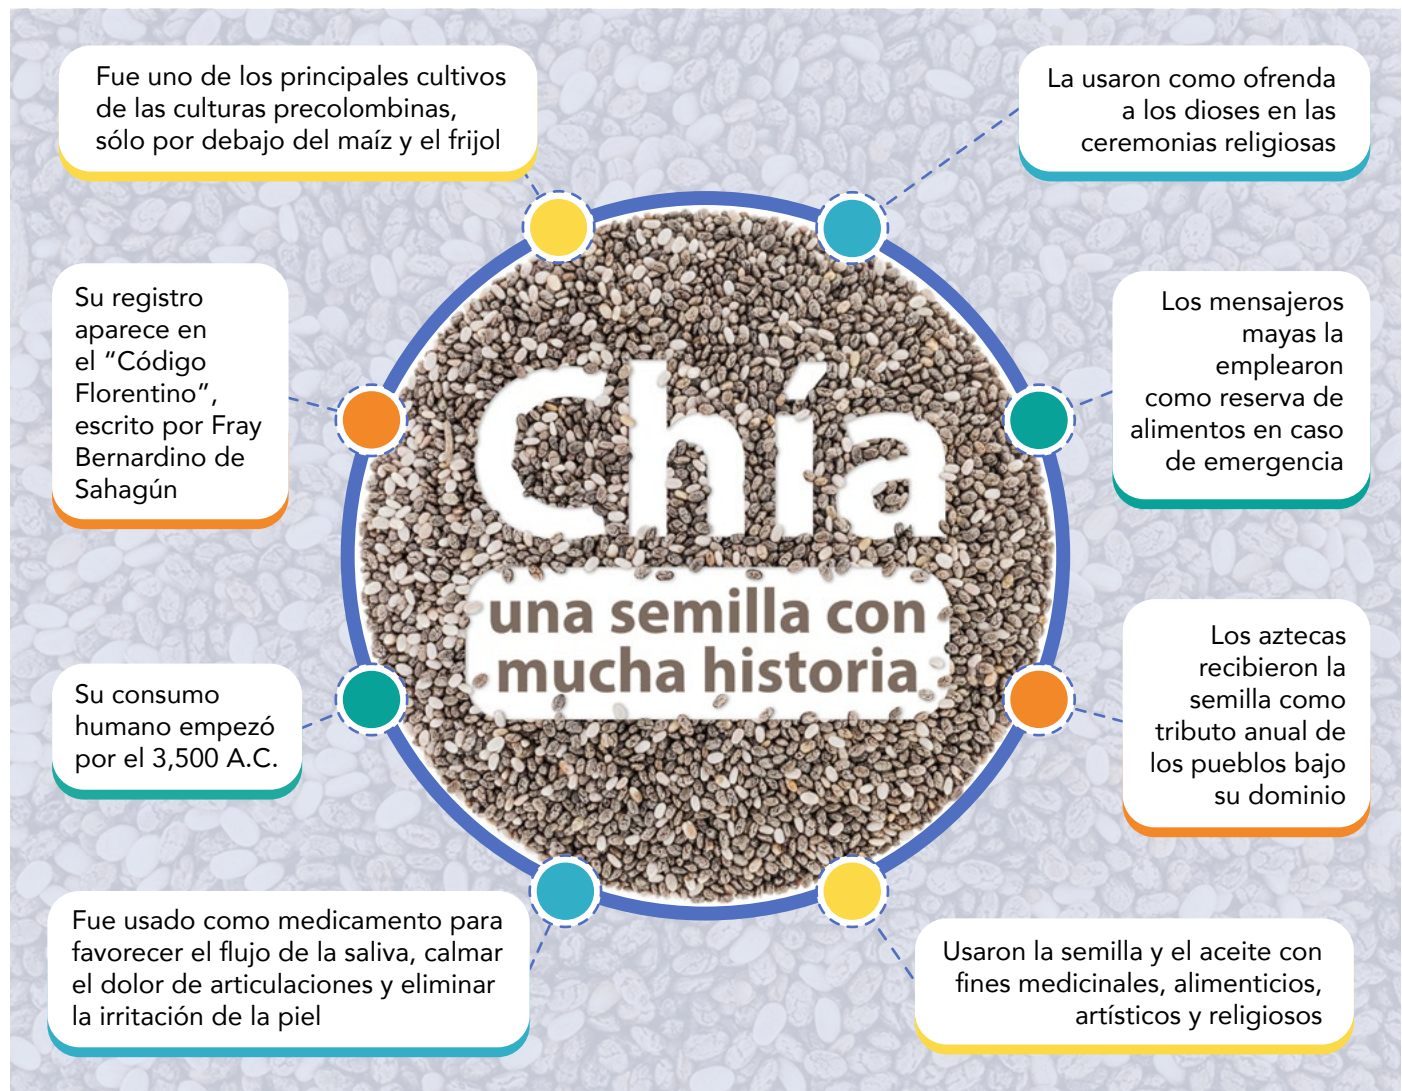 Fue uno de los principales cultivos
de las culturas precolombinas,
sólo por debajo del maíz y el frijol
La usaron como ofrenda
a los dioses en las
ceremonias religiosas
Su registro
aparece en
el “Código
Florentino”,
escrito por Fray
Bernardino de
Sahagún
Los mensajeros
mayas la
emplearon
como reserva de
alimentos en caso
de emergencia
Chía
una semilla con
mucha historia
Su consumo
humano empezó
por el 3,500 A.C.
Los aztecas
recibieron la
semilla como
tributo anual de
los pueblos bajo
su dominio
Fue usado como medicamento para
favorecer el flujo de la saliva, calmar
el dolor de articulaciones y eliminar
la irritación de la piel
Usaron la semilla y el aceite con
fines medicinales, alimenticios,
artísticos y religiosos